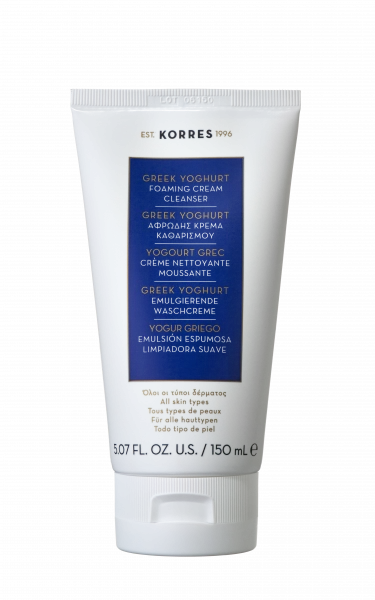 EST. KORRES 1996
GREEK YOGHURT
FOAMING CREAM
CLEANSER
GREEK YOGHURT
ΑΦΡΩΔΗΣ ΚΡΕΜΑ
ΚΑΘΑΡΙΣΜΟΥ
YOGOURT GREC
CRÈME NETTOYANTE
MOUSSANTE
GREEK YOGHURT
EMULGIERENDE
WASCHCREME
YOGUR GRIEGO
EMULSIÓN ESPUMOSA
LIMPIADORA SUAVE
Όλοι οι τύποι δέρματος
All skin types
Tous types de peaux
Für alle hauttypen
Todo tipo de piel
5.07 FL. OZ. U.S. / 150 mL ℮